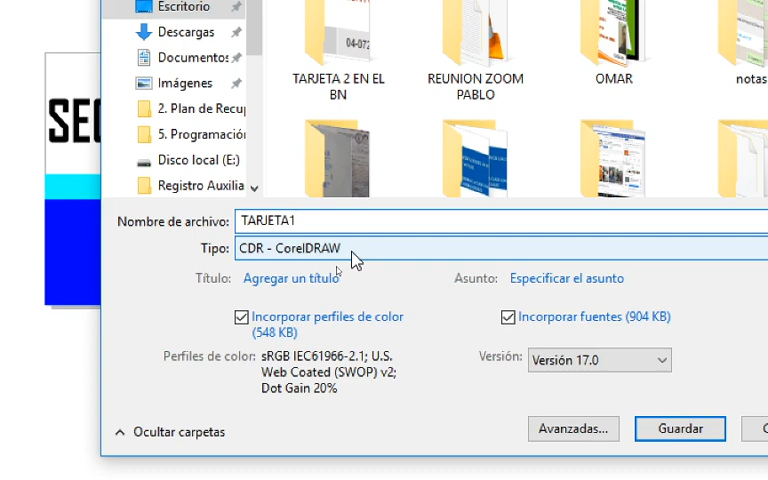 Escritorio
Descargas
Documentos
Imágenes
2. Plan de Recup
5. Programación
Disco local (E:)
Registro Auxilia
SEG
04-072
TARJETA 2 EN EL
BN
REUNION ZOOM
PABLO
OMAR
notas
Nombre de archivo: TARJETA1
Tipo: CDR - CorelDRAW
Título: Agregar un título
Asunto: Especificar el asunto
Incorporar perfiles de color
(548 KB)
Incorporar fuentes (904 KB)
Perfiles de color: sRGB IEC61966-2.1; U.S.
Web Coated (SWOP) v2;
Dot Gain 20%
Versión: Versión 17.0
Ocultar carpetas
Avanzadas...
Guardar